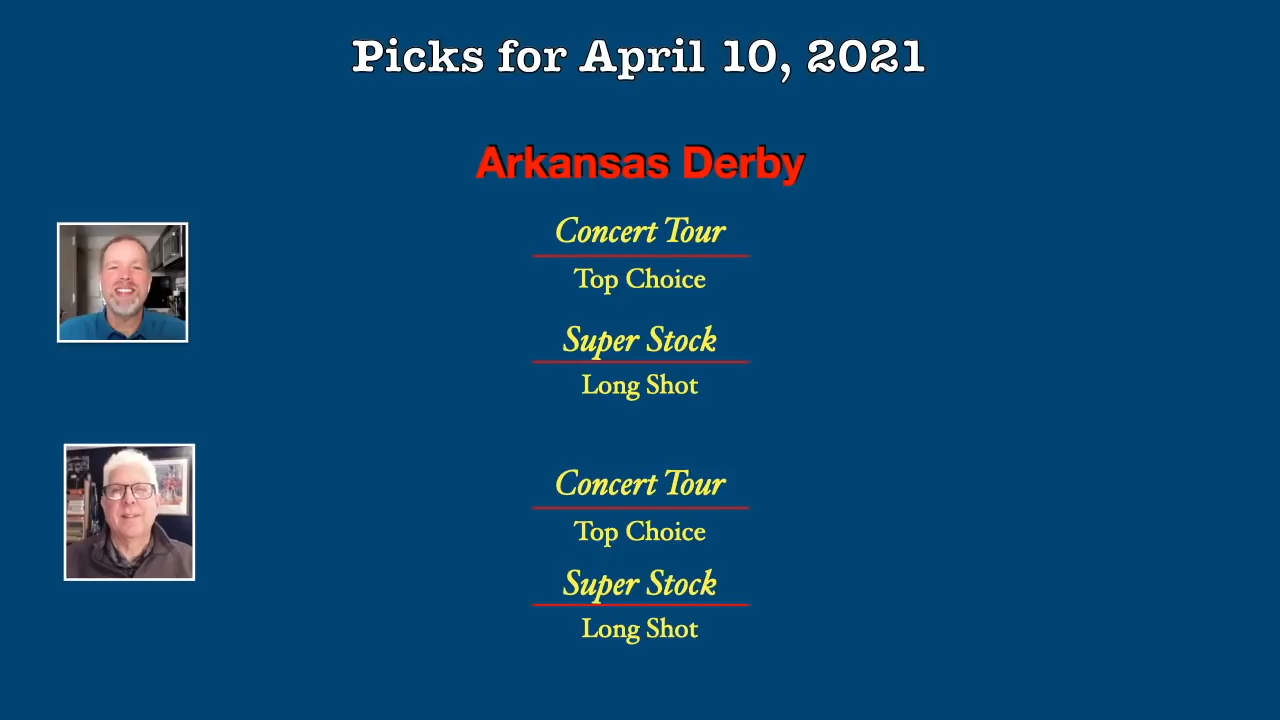 Picks for April 10, 2021
Arkansas Derby
Concert Tour
Top Choice
Super Stock
Long Shot
Concert Tour
Top Choice
Super Stock
Long Shot